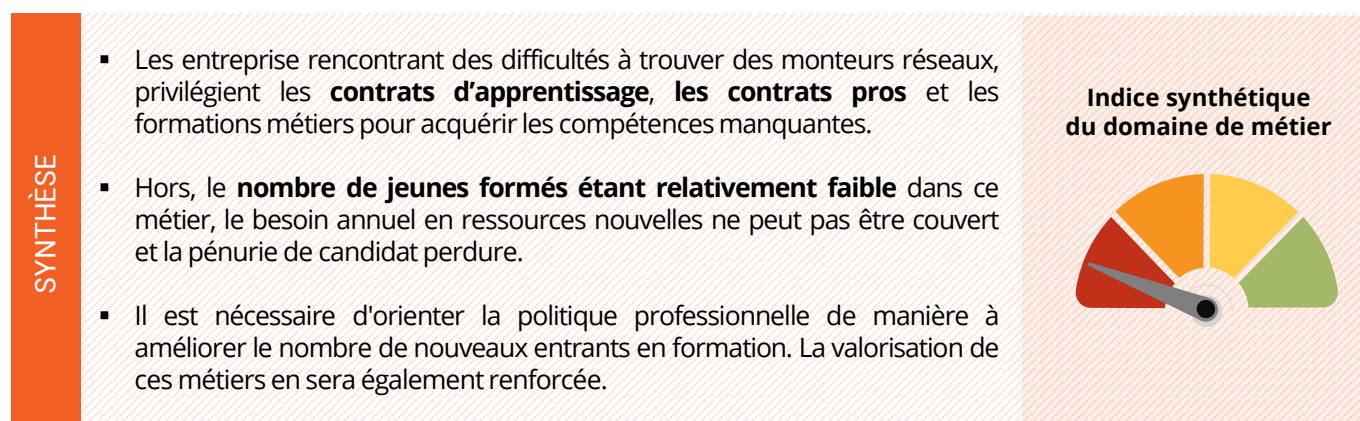 SYNTHÈSE
▪ Les entreprise rencontrant des difficultés à trouver des monteurs réseaux,
privilégient les contrats d'apprentissage, les contrats pros et les
formations métiers pour acquérir les compétences manquantes.
▪ Hors, le nombre de jeunes formés étant relativement faible dans ce
métier, le besoin annuel en ressources nouvelles ne peut pas être couvert
et la pénurie de candidat perdure.
▪ Il est nécessaire d'orienter la politique professionnelle de manière à
améliorer le nombre de nouveaux entrants en formation. La valorisation de
ces métiers en sera également renforcée.
Indice synthétique
du domaine de métier